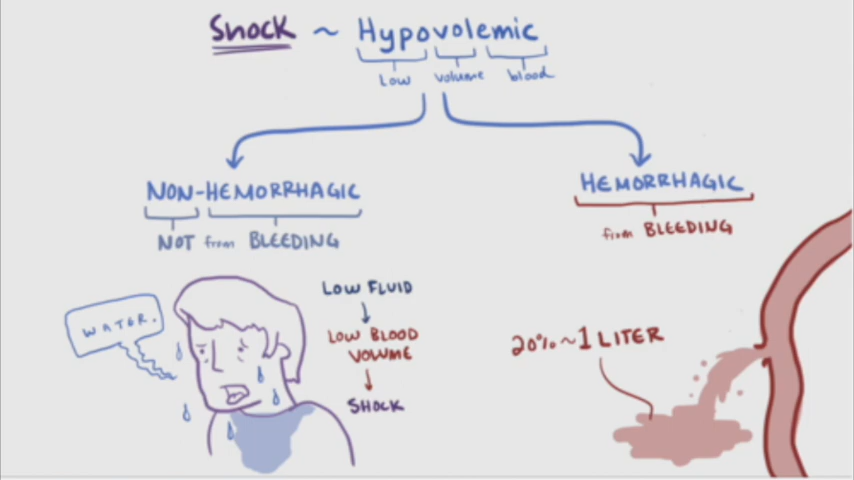 Shock ~ Hypovolemic
Low volume blood
NON-HEMORRHAGIC
NOT from BLEEDING
HEMORRHAGIC
from BLEEDING
WATER.
LOW FLUID
LOW BLOOD
VOLUME
SHOCK
20% ~ 1 LITER